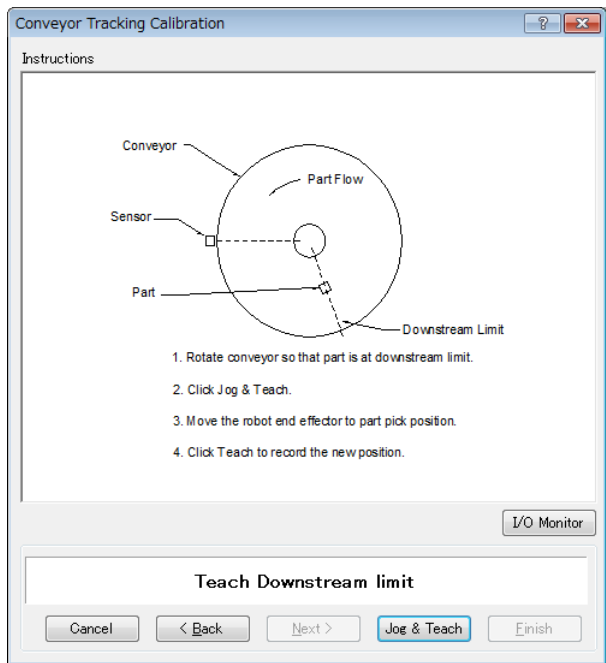 Conveyor Tracking Calibration
?
Instructions
Conveyor
Part Flow
Sensor
Part
Downstream Limit
1. Rotate conveyor so that part is at downstream limit.
2. Click Jog & Teach.
3. Move the robot end effector to part pick position.
4. Click Teach to record the new position.
I/O Monitor
Teach Downstream limit
Cancel
< Back
Next >
Jog & Teach
Finish